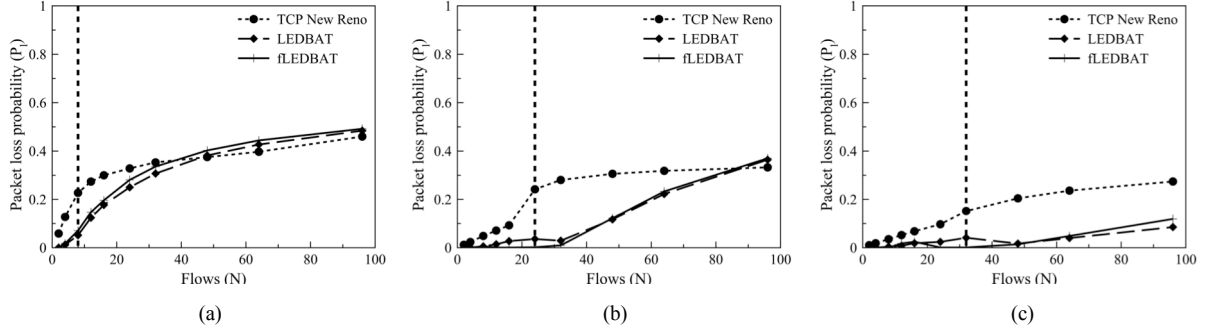 1
0.8
0.6
0.4
0.2
0
Packet loss probability (P_l)
TCP New Reno
LEDBAT
fLEDBAT
0 20 40 60 80 100
Flows (N)
(a)
1
0.8
0.6
0.4
0.2
0
Packet loss probability (P_l)
TCP New Reno
LEDBAT
fLEDBAT
0 20 40 60 80 100
Flows (N)
(b)
1
0.8
0.6
0.4
0.2
0
Packet loss probability (P_l)
TCP New Reno
LEDBAT
fLEDBAT
0 20 40 60 80 100
Flows (N)
(c)